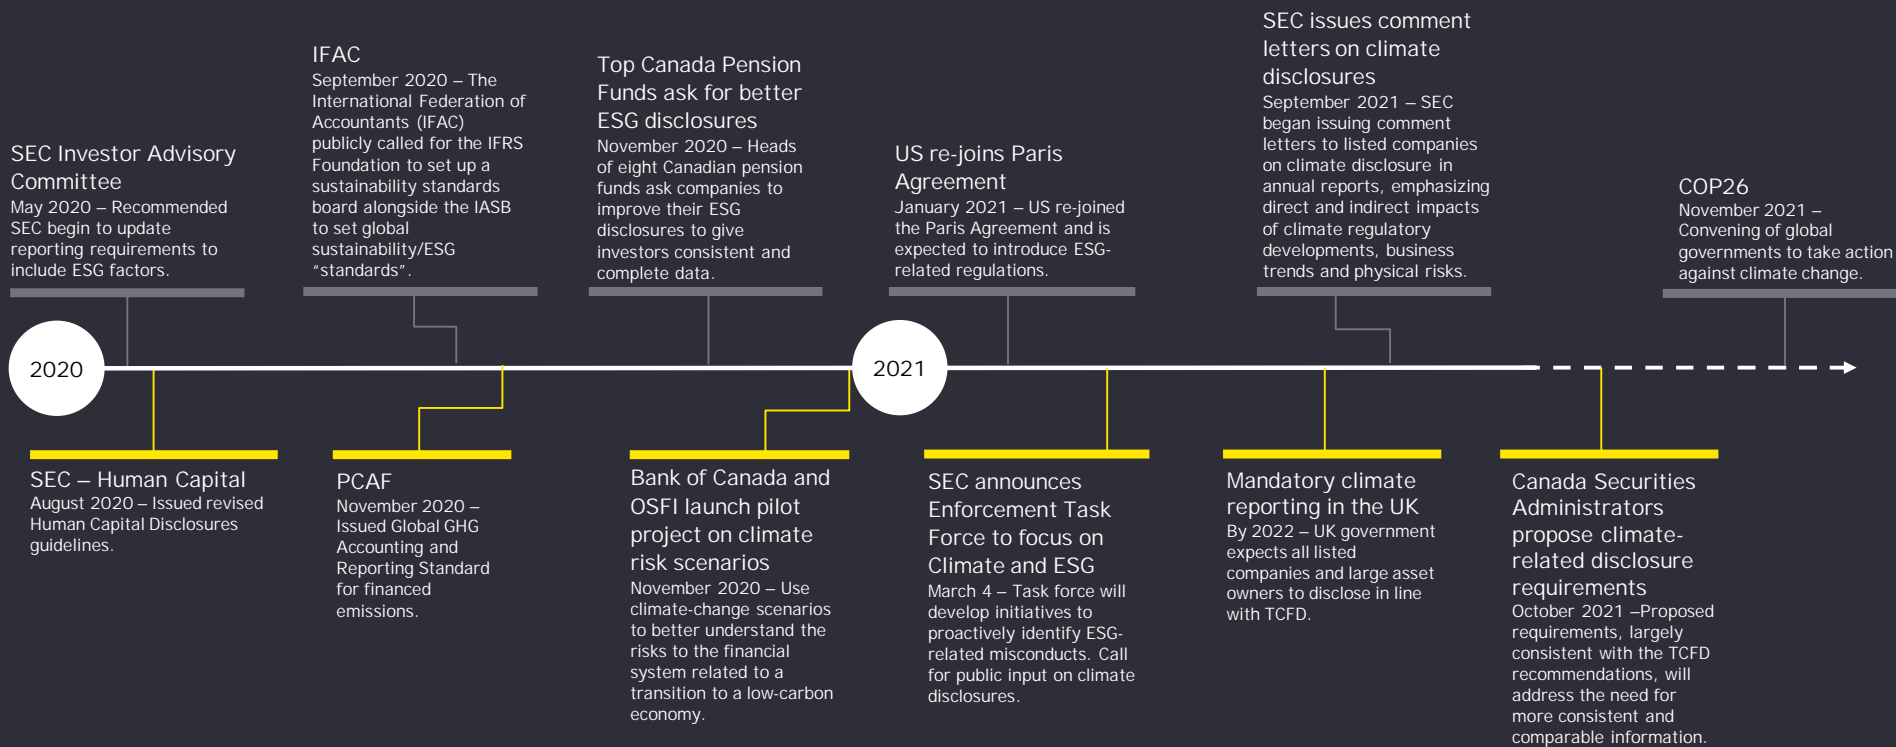 SEC Investor Advisory
Committee
May 2020 – Recommended
SEC begin to update
reporting requirements to
include ESG factors.
IFAC
September 2020 – The
International Federation of
Accountants (IFAC)
publicly called for the IFRS
Foundation to set up a
sustainability standards
board alongside the IASB
to set global
sustainability/ESG
“standards”.
Top Canada Pension
Funds ask for better
ESG disclosures
November 2020 – Heads
of eight Canadian pension
funds ask companies to
improve their ESG
disclosures to give
investors consistent and
complete data.
US re-joins Paris
Agreement
January 2021 – US re-joined
the Paris Agreement and is
expected to introduce ESG-
related regulations.
SEC issues comment
letters on climate
disclosures
September 2021 – SEC
began issuing comment
letters to listed companies
on climate disclosure in
annual reports, emphasizing
direct and indirect impacts
of climate regulatory
developments, business
trends and physical risks.
COP26
November 2021 –
Convening of global
governments to take action
against climate change.
2020
2021
SEC – Human Capital
August 2020 – Issued revised
Human Capital Disclosures
guidelines.
PCAF
November 2020 –
Issued Global GHG
Accounting and
Reporting Standard
for financed
emissions.
Bank of Canada and
OSFI launch pilot
project on climate
risk scenarios
November 2020 – Use
climate-change scenarios
to better understand the
risks to the financial
system related to a
transition to a low-carbon
economy.
SEC announces
Enforcement Task
Force to focus on
Climate and ESG
March 4 – Task force will
develop initiatives to
proactively identify ESG-
related misconducts. Call
for public input on climate
disclosures.
Mandatory climate
reporting in the UK
By 2022 – UK government
expects all listed
companies and large asset
owners to disclose in line
with TCFD.
Canada Securities
Administrators
propose climate-
related disclosure
requirements
October 2021 –Proposed
requirements, largely
consistent with the TCFD
recommendations, will
address the need for
more consistent and
comparable information.